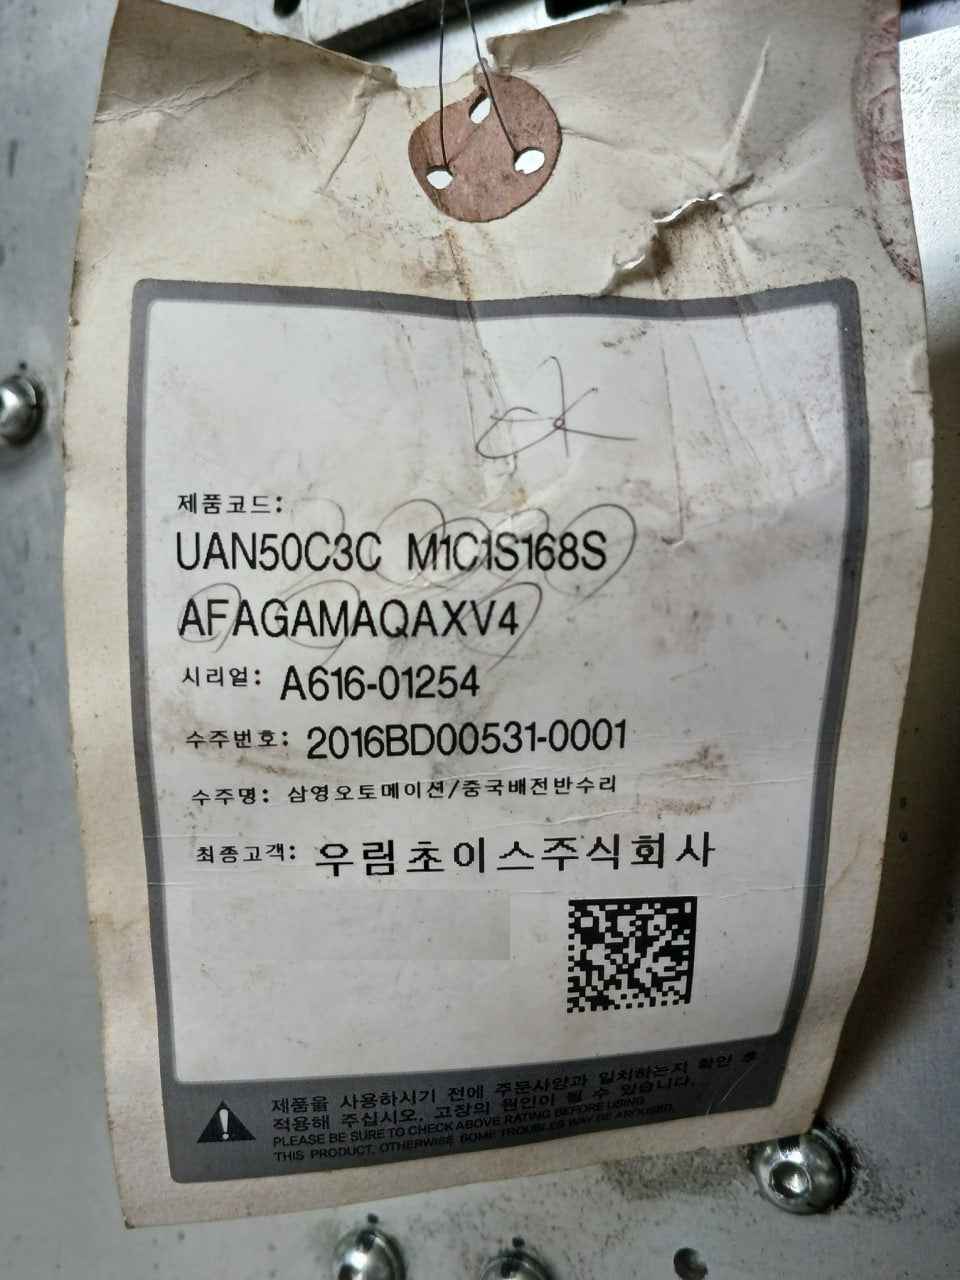 제품코드:
UAN50C3C M1C1S168S
AFAGAMAQAXV4
시리얼: A616-01254
수주번호: 2016BD00531-0001
수주명: 삼영오토메이션/중국배전반수리
최종고객: 우림초이스주식회사
제품을 사용하시기 전에 주문사양과 일치하는지 확인 후
적용해 주십시오. 고장의 원인이 될 수 있습니다.
PLEASE BE SURE TO CHECK ABOVE RATING BEFORE USING
THIS PRODUCT, OTHERWISE SOME TROUBLES MAY BE AROUSED.